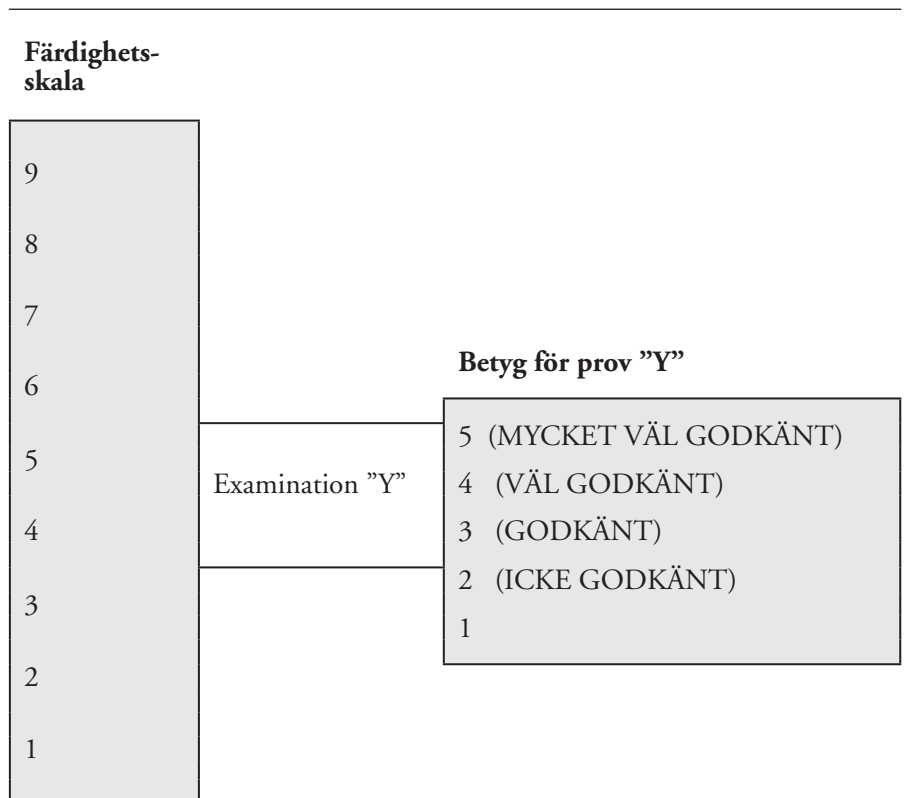 Färdighets-
skala
9
8
7
6
5
4
3
2
1
Examination ”Y”
Betyg för prov ”Y”
5 (MYCKET VÄL GODKÄNT)
4 (VÄL GODKÄNT)
3 (GODKÄNT)
2 (ICKE GODKÄNT)
1